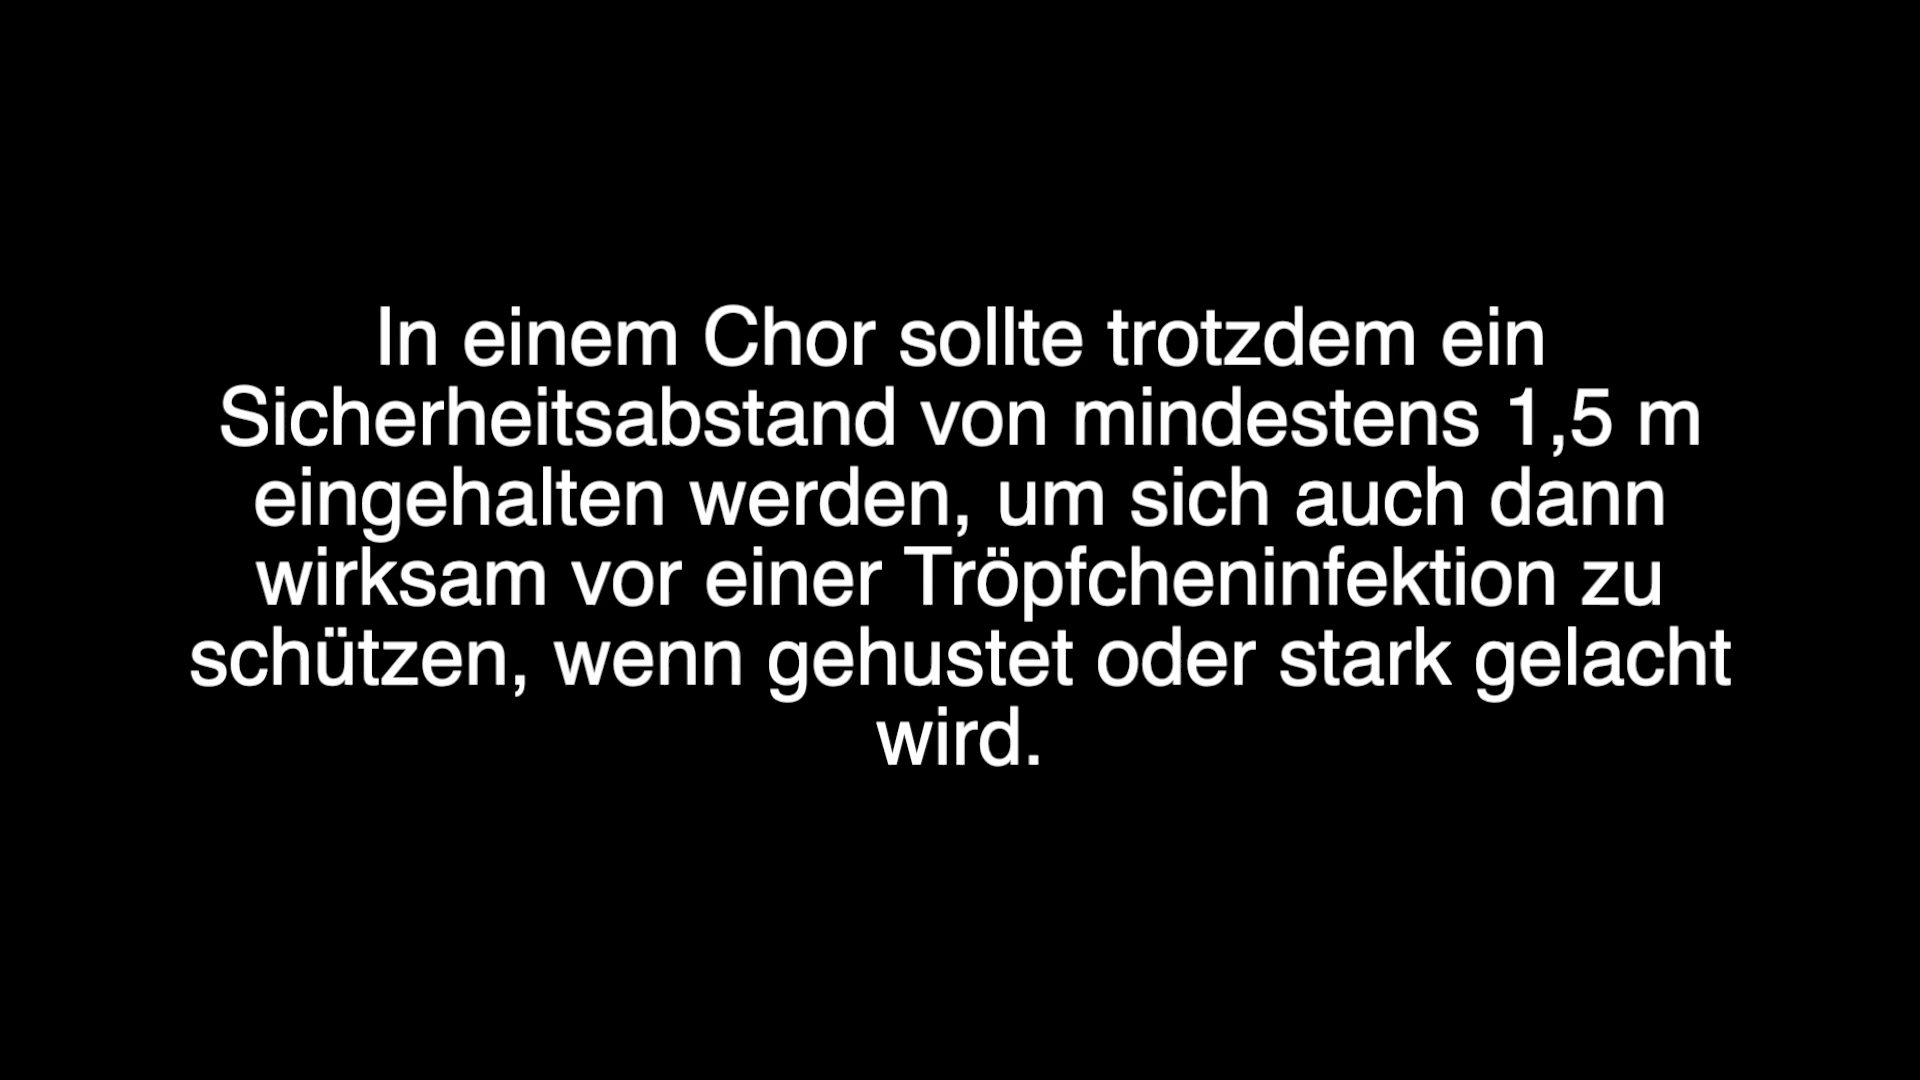 In einem Chor sollte trotzdem ein
Sicherheitsabstand von mindestens 1,5 m
eingehalten werden, um sich auch dann
wirksam vor einer Tröpfcheninfektion zu
schützen, wenn gehustet oder stark gelacht
wird.